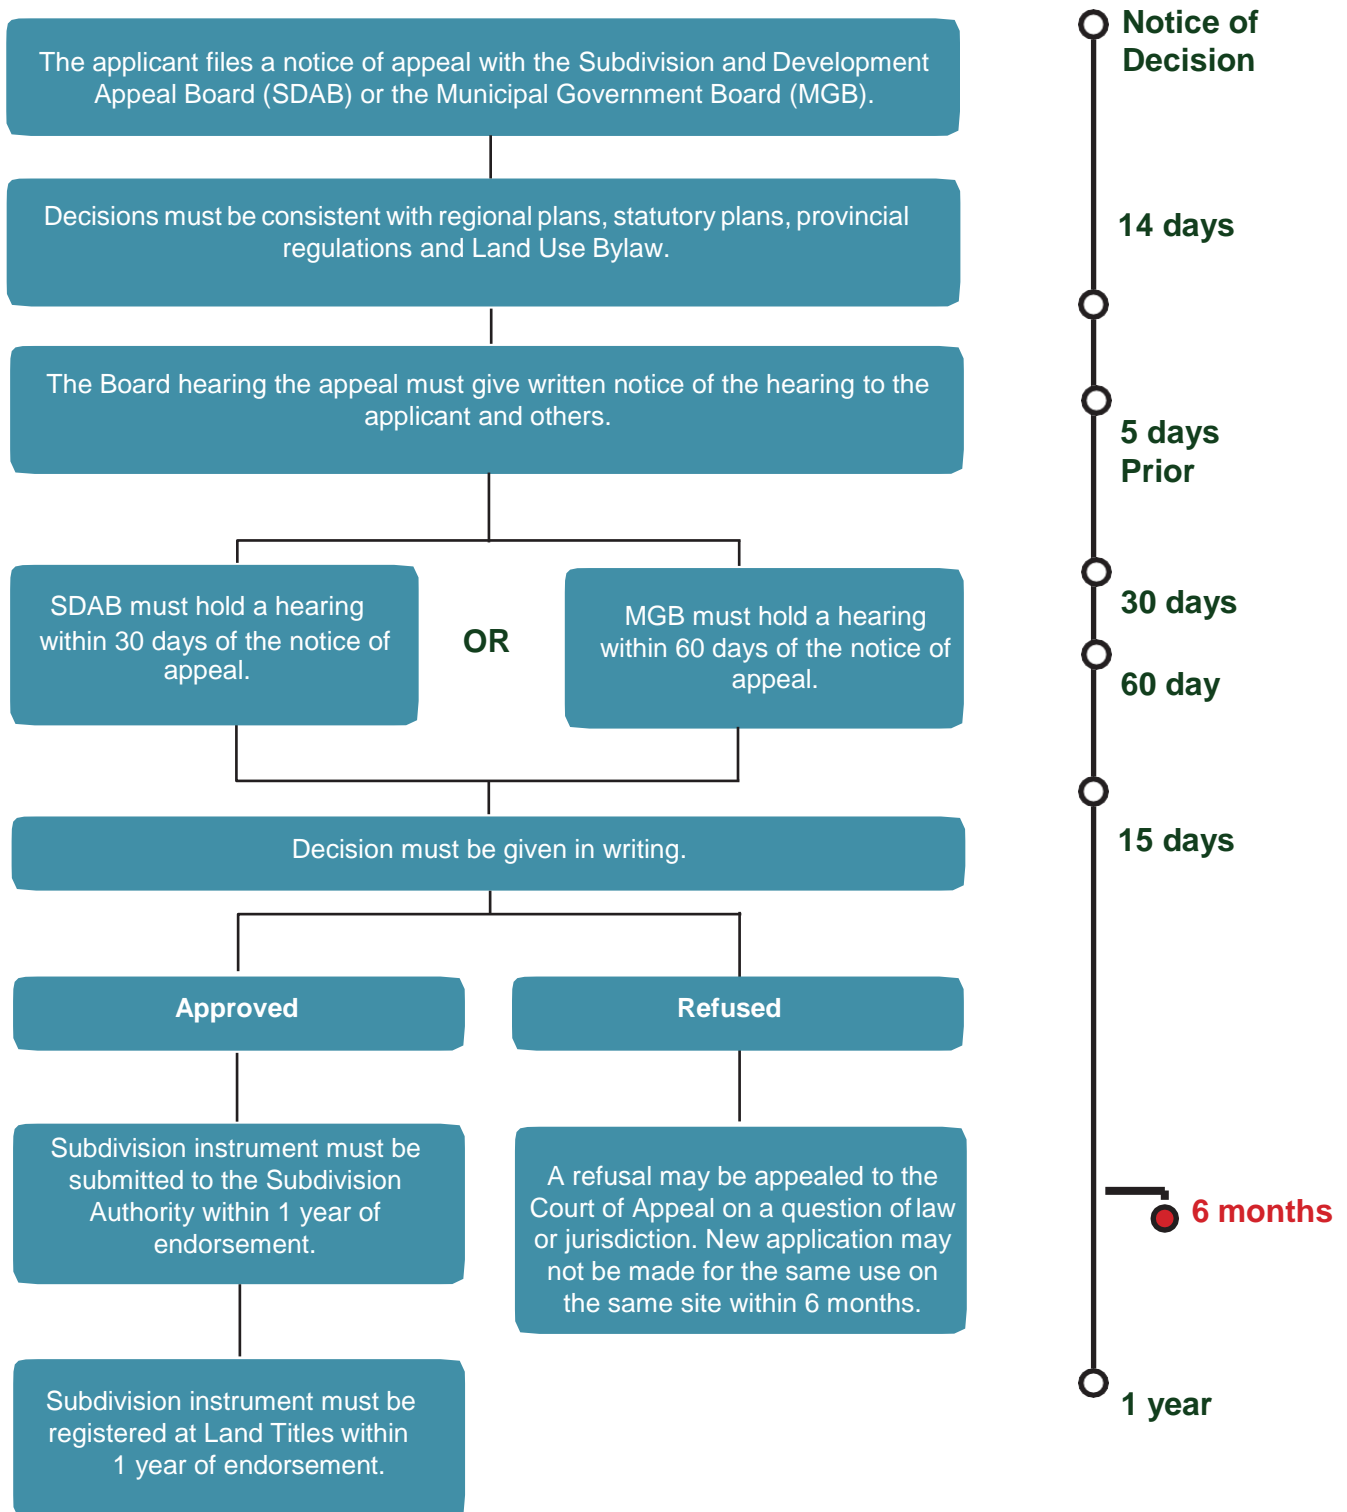 The applicant files a notice of appeal with the Subdivision and Development
Appeal Board (SDAB) or the Municipal Government Board (MGB).
Decisions must be consistent with regional plans, statutory plans, provincial
regulations and Land Use Bylaw.
The Board hearing the appeal must give written notice of the hearing to the
applicant and others.
SDAB must hold a hearing
within 30 days of the notice of
appeal.
OR
MGB must hold a hearing
within 60 days of the notice of
appeal.
Decision must be given in writing.
Approved
Refused
Subdivision instrument must be
submitted to the Subdivision
Authority within 1 year of
endorsement.
A refusal may be appealed to the
Court of Appeal on a question of law
or jurisdiction. New application may
not be made for the same use on
the same site within 6 months.
Subdivision instrument must be
registered at Land Titles within
1 year of endorsement.
Notice of
Decision
14 days
5 days
Prior
30 days
60 day
15 days
6 months
1 year